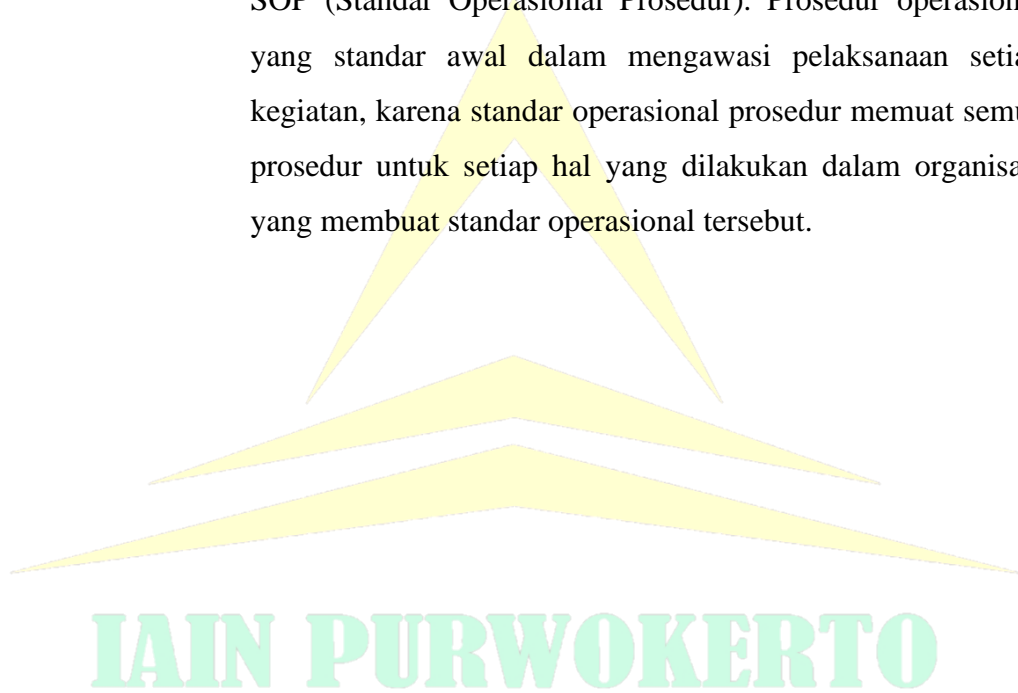 SOP (Standar Operasional Prosedur). Prosedur operasion
yang standar awal dalam mengawasi pelaksanaan setia
kegiatan, karena standar operasional prosedur memuat semu
prosedur untuk setiap hal yang dilakukan dalam organisa
yang membuat standar operasional tersebut.
IAIN PURWOKERTO